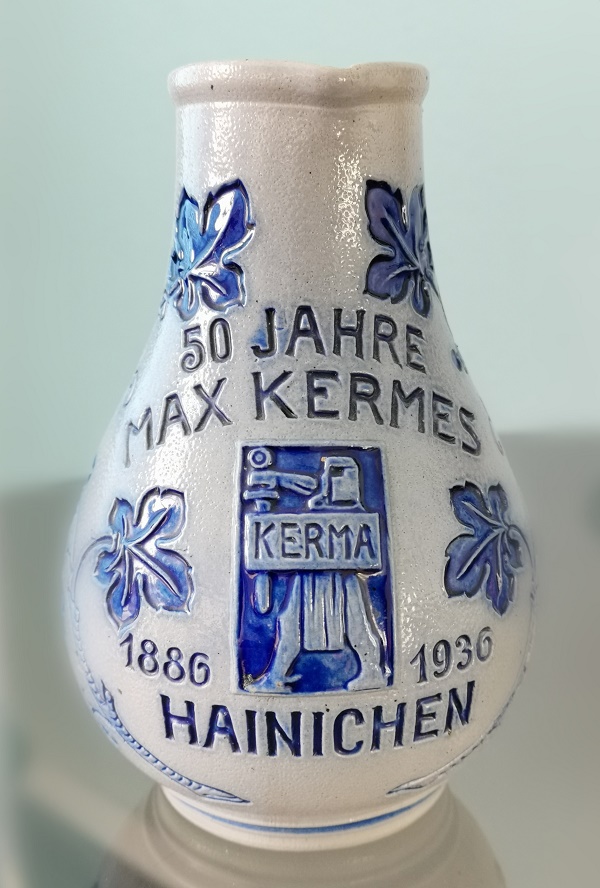 50 JAHRE
MAX KERMES
KERMA
1886 1936
HAINICHEN